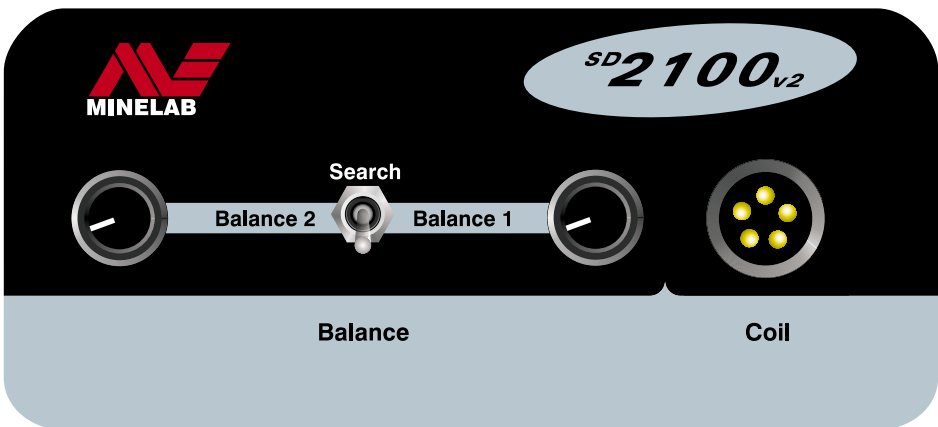 MINELAB
SD2100v2
Search
Balance 2
Balance 1
Balance
Coil